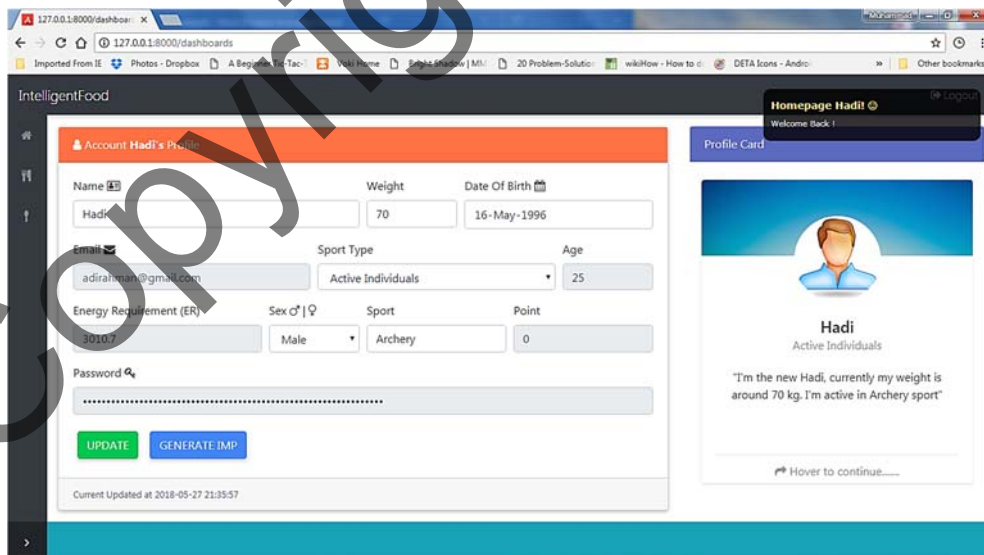 127.0.0.1:8000/dashboar
127.0.0.1:8000/dashboards
Imported From IE Photos - Dropbox A Beginner Tic-Tac- Voki Home Bright Shadow | MM 20 Problem-Solutio wikiHow - How to d DETA Icons - Andro » Other bookmarks
IntelligentFood
Logout
Homepage Hadi!
Welcome Back !
Account Hadi's Profile
Profile Card
Name Weight Date Of Birth
Hadi 70 16-May-1996
Email Sport Type Age
adirahman@gmail.com Active Individuals 25
Energy Requirement (ER) Sex ♂|♀ Sport Point
3010.7 Male Archery 0
Password
UPDATE GENERATE IMP
Current Updated at 2018-05-27 21:35:57
Hadi
Active Individuals
"I'm the new Hadi, currently my weight is
around 70 kg. I'm active in Archery sport"
Hover to continue......
Copyri